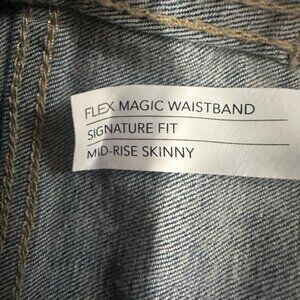 FLEX MAGIC WAISTBAND
SIGNATURE FIT
MID-RISE SKINNY